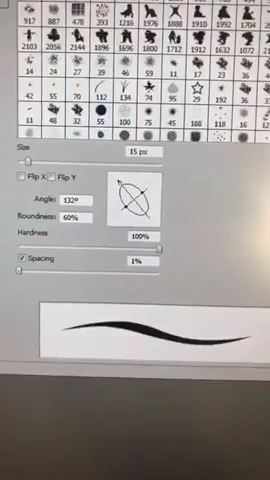 917 887 478 393 1216 1976 1888 1910 1992 1704
2103 2056 2144 1896 1696 1800 1712 1912 1632 1072
14 24 27 39 46 59 11 17 23 36
42 55 70 112 134 74 95 29 192 36
11 48 32 55 100 75 45 188 118 16
Size 15 px
Flip X Flip Y
Angle: 132º
Roundness: 60%
Hardness 100%
Spacing 1%